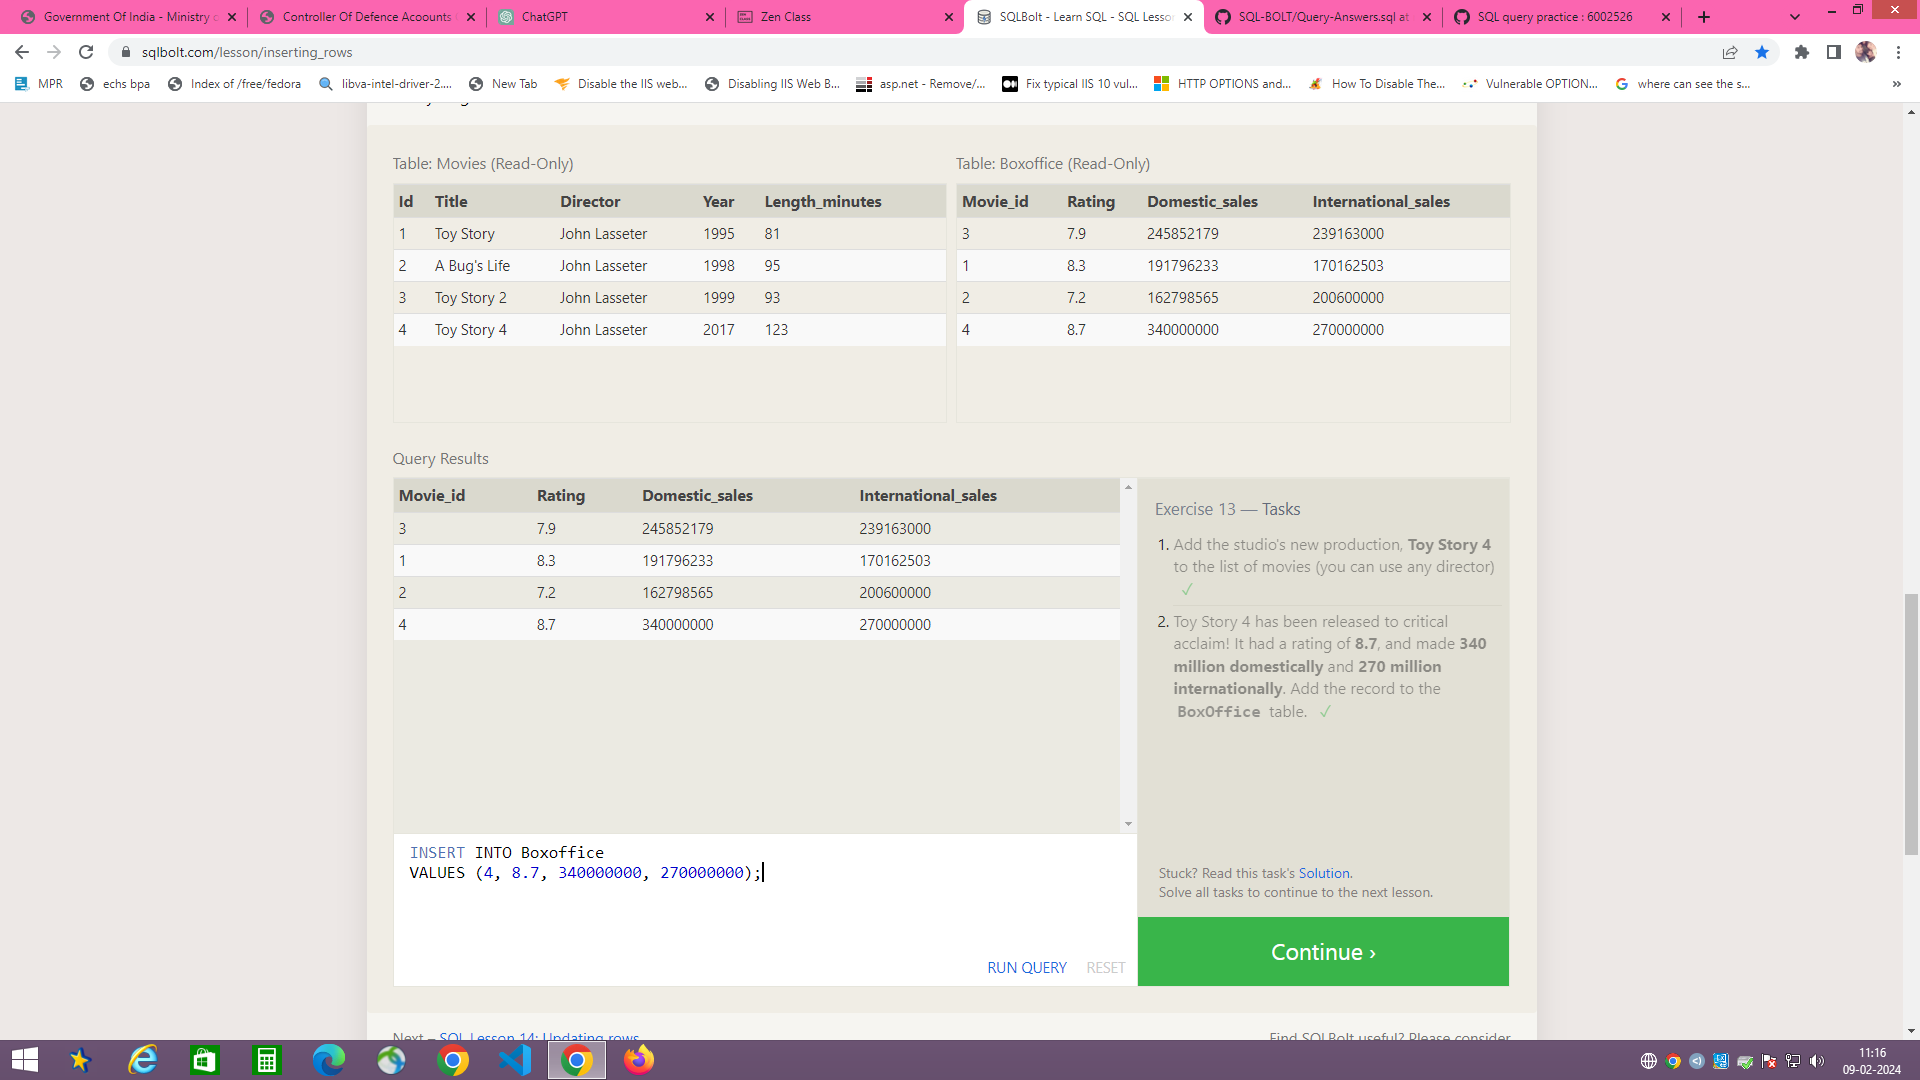 Government Of India - Ministry
Controller Of Defence Acoounts
ChatGPT
Zen Class
SQLBolt - Learn SQL - SQL Lesso
SQL-BOLT/Query-Answers.sql at
SQL query practice : 6002526
sqlbolt.com/lesson/inserting_rows
MPR
echs bpa
Index of /free/fedora
libva-intel-driver-2....
New Tab
Disable the IIS web...
Disabling IIS Web B...
asp.net - Remove/...
Fix typical IIS 10 vul...
HTTP OPTIONS and...
How To Disable The...
Vulnerable OPTION...
where can see the s...
Table: Movies (Read-Only)
Id Title Director Year Length_minutes
1 Toy Story John Lasseter 1995 81
2 A Bug's Life John Lasseter 1998 95
3 Toy Story 2 John Lasseter 1999 93
4 Toy Story 4 John Lasseter 2017 123
Table: Boxoffice (Read-Only)
Movie_id Rating Domestic_sales International_sales
3 7.9 245852179 239163000
1 8.3 191796233 170162503
2 7.2 162798565 200600000
4 8.7 340000000 270000000
Query Results
Movie_id Rating Domestic_sales International_sales
3 7.9 245852179 239163000
1 8.3 191796233 170162503
2 7.2 162798565 200600000
4 8.7 340000000 270000000
INSERT INTO Boxoffice
VALUES (4, 8.7, 340000000, 270000000);
RUN QUERY RESET
Exercise 13 — Tasks
1. Add the studio's new production, Toy Story 4
to the list of movies (you can use any director)
✓
2. Toy Story 4 has been released to critical
acclaim! It had a rating of 8.7, and made 340
million domestically and 270 million
internationally. Add the record to the
BoxOffice table. ✓
Stuck? Read this task's Solution.
Solve all tasks to continue to the next lesson.
Continue ›
Next – SQL Lesson 14: Updating rows
Find SQLBolt useful? Please consider
11:16
09-02-2024